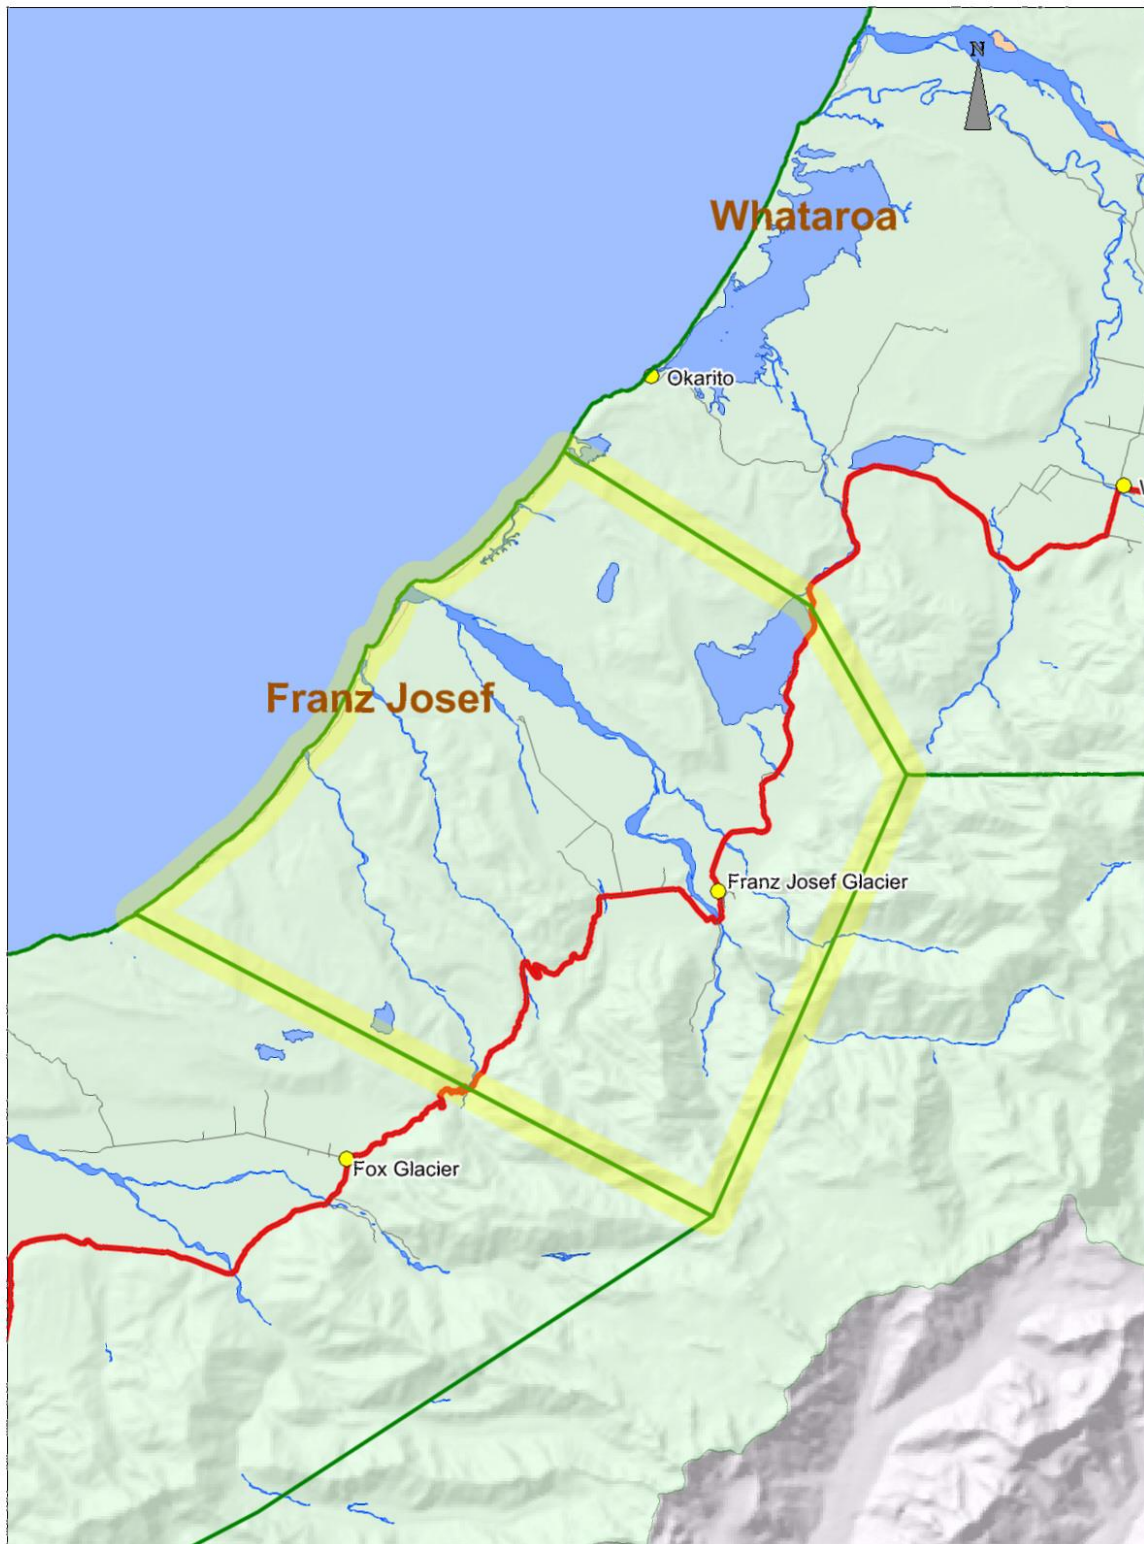 N
Whataroa
Okarito
Franz Josef
Franz Josef Glacier
Fox Glacier